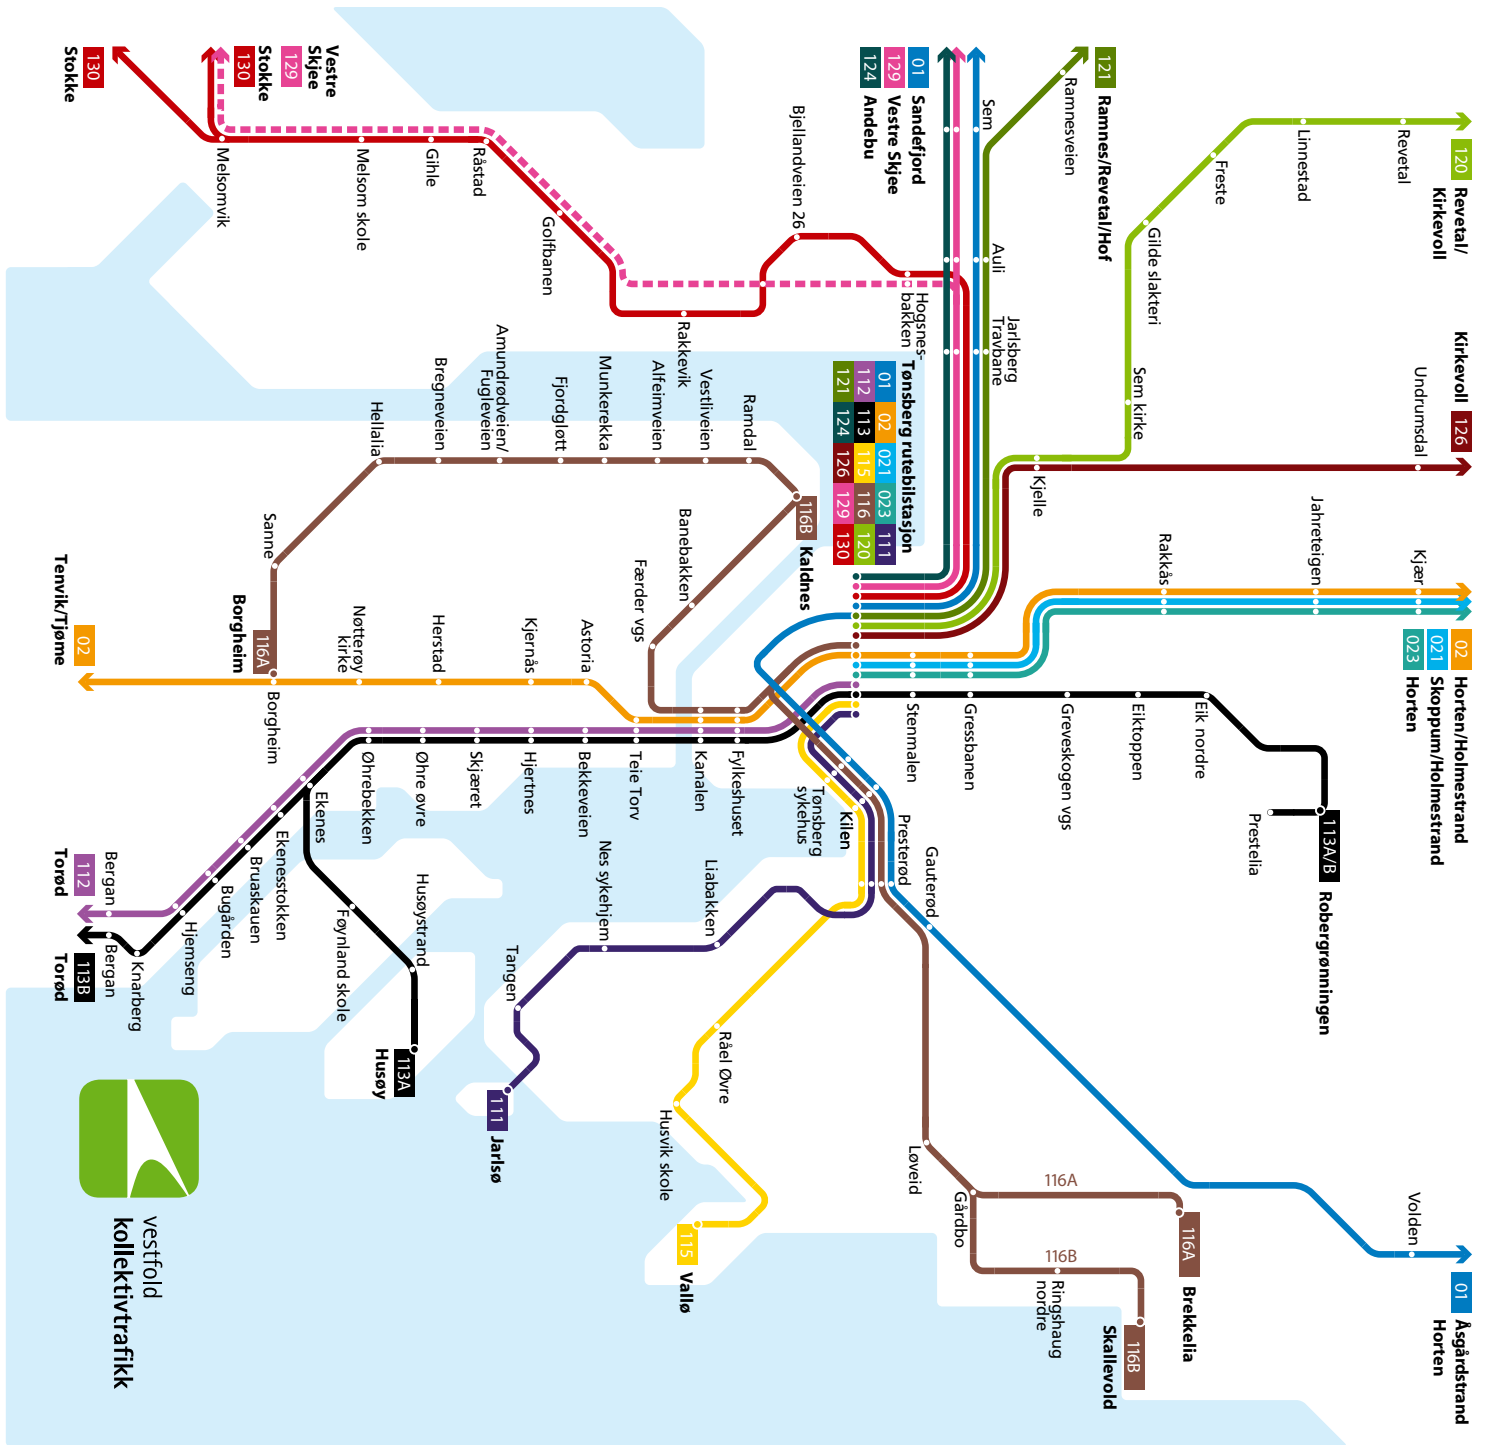 130
Stokke
130
Stokke
129
Vestre
Skjee
Melsomvik
Melsom skole
Gihle
Råstad
Golfbanen
Rakkevik
Bjellandveien 26
Hogsnes-
bakken
01
Sandefjord
129
Vestre Skjee
124
Andebu
Sem
Auli
Jarlsberg
Travbane
121
Ramnes/Revetal/Hof
Ramnesveien
120
Revetal/
Kirkevoll
Revetal
Linnestad
Freste
Gilde slakteri
Sem kirke
Kjelle
Kirkevoll
126
Undrumsdal
Jahreteigen
Kjær
Rakkås
02
Horten/Holmestrand
021
Skoppum/Holmestrand
023
Horten
Tønsberg rutebilstasjon
01
02
021
023
111
112
113
115
116
120
121
124
126
129
130
116B
Kaldnes
Ramdal
Vestliveien
Alfeimveien
Munkerekka
Fjordgløtt
Amundrødveien/
Fugleveien
Bregneveien
Hellalia
Sanne
Borgheim
116A
Borgheim
Banebakken
Færder vgs
Tenvik/Tjøme
02
Nøtterøy
kirke
Herstad
Kjernås
Astoria
Stenmalen
Gressbanen
Greveskogen vgs
Eiktoppen
Eik nordre
Prestelia
113A/B
Robergrønningen
Fylkeshuset
Kanalen
Teie Torv
Bekkeveien
Hjertnes
Skjæret
Øhre øvre
Øhrebekken
Ekenes
Ekenesstokken
Bruaskauen
Bugården
Hjemseng
Knarberg
Bergan
Bergan
Torød
112
Torød
113B
Føynland skole
Husøystrand
113A
Husøy
Tønsberg
sykehus
Kilen
Presterød
Gauterød
Liabakken
Nes sykehjem
Tangen
111
Jarlsø
Råel Øvre
Husvik skole
115
Vallø
Løveid
Gårdbo
116A
116B
Ringshaug
nordre
116A
Brekkelia
Skallevold
116B
Volden
01
Åsgårdstrand
Horten
vestfold
kollektivtrafikk